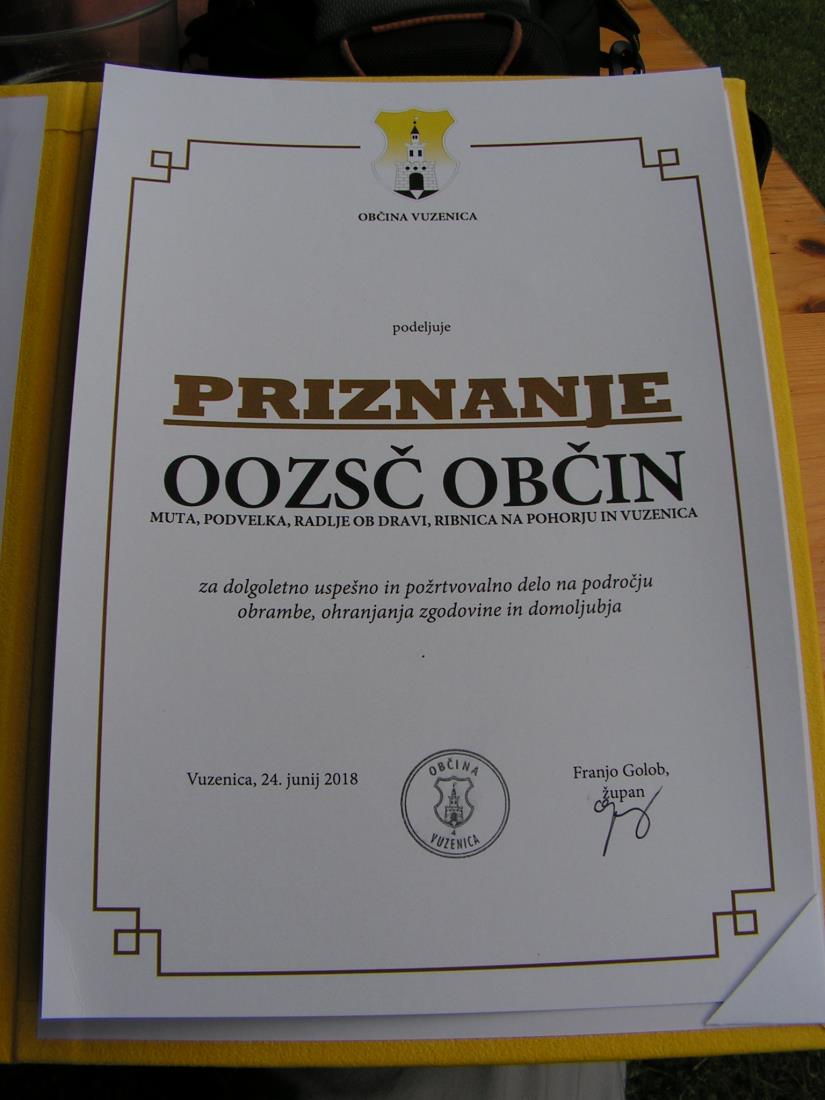 OBČINA VUZENICA
podeljuje
PRIZNANJE
OOZSČ OBČIN
MUTA, PODVELKA, RADLJE OB DRAVI, RIBNICA NA POHORJU IN VUZENICA
za dolgoletno uspešno in požrtvovalno delo na področju
obrambe, ohranjanja zgodovine in domoljubja
.
Vuzenica, 24. junij 2018
OBČINA
4
VUZENICA
Franjo Golob,
župan